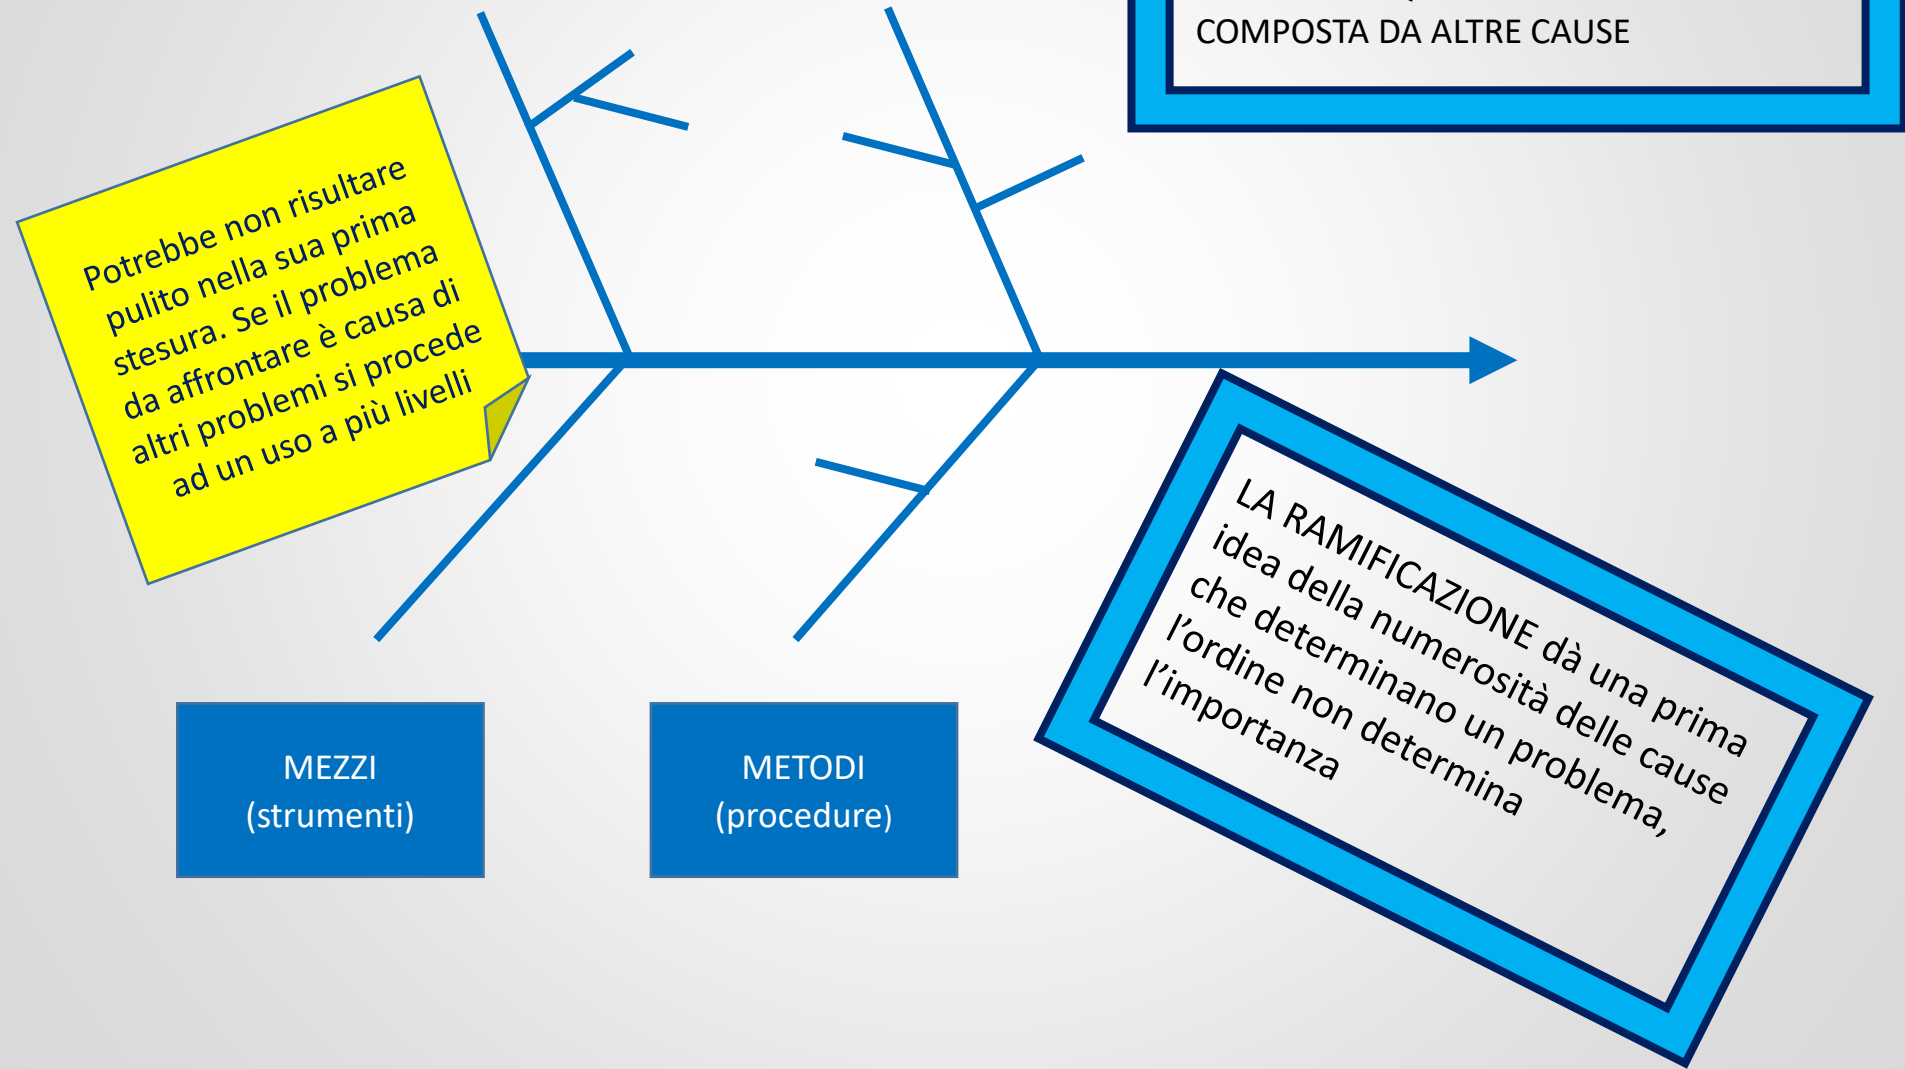 COMPOSTA DA ALTRE CAUSE
Potrebbe non risultare
pulito nella sua prima
stesura. Se il problema
da affrontare è causa di
altri problemi si procede
ad un uso a più livelli
LA RAMIFICAZIONE dà una prima
idea della numerosità delle cause
che determinano un problema,
l’ordine non determina
l’importanza
MEZZI
(strumenti)
METODI
(procedure)